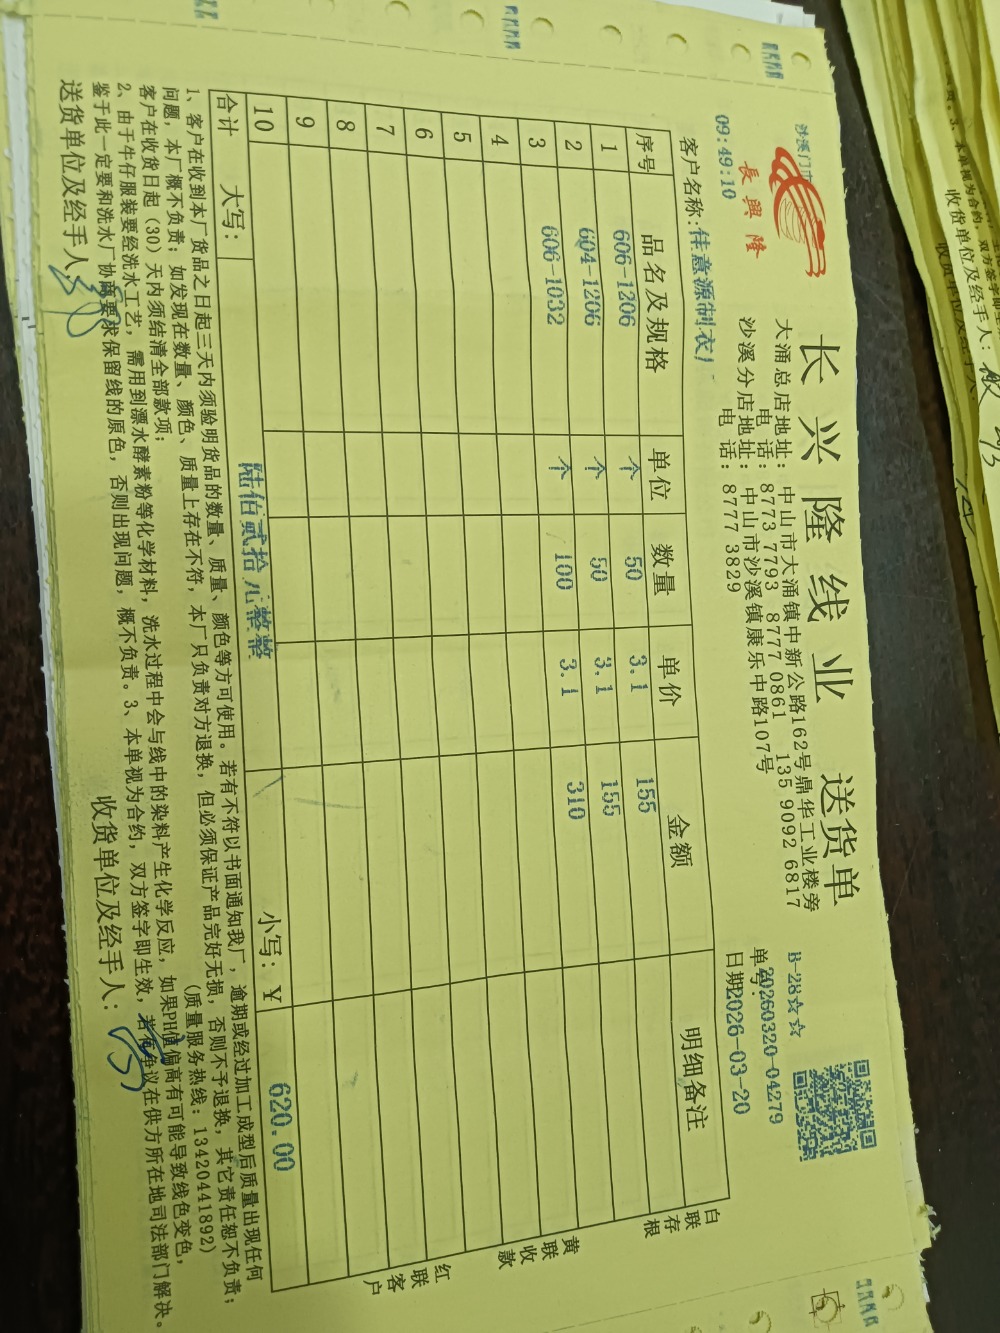 长兴隆线业 送货单
長興隆
沙溪门市
大涌总店地址: 中山市大涌镇中新公路162号鼎华工业楼旁
电 话: 8773 7793 8777 0861 135 9092 6817
沙溪分店地址: 中山市沙溪镇康乐中路107号
电 话: 8777 3829
B-28☆☆
单号: 20260320-04279
日期: 2026-03-20
09:49:10
客户名称: 佳意源制衣厂
序号 品名及规格 单位 数量 单价 金额 明细备注
1 606-1206 个 50 3.1 155
2 604-1206 个 50 3.1 155
3 606-1032 个 100 3.1 310
4
5
6
7
8
9
10
合计 大写: 陆佰贰拾元整整 小写: ¥ 620.00
白联存根
黄联收款
红联客户
1、客户在收到本厂货品之日起三天内须验明货品的数量、质量、颜色等方可使用。若有不符以书面通知我厂, 逾期或经过加工成型后质量出现任何
问题, 本厂概不负责; 如发现在数量、颜色、质量上存在不符, 本厂只负责对方退换, 但必须保证产品完好无损, 否则不予退换, 其它责任恕不负责;
客户在收货日起 (30) 天内须结清全部款项; (质量服务热线: 13420441892)
2、由于牛仔服装要经洗水工艺, 需用到漂水酵素粉等化学材料, 洗水过程中会与线中的染料产生化学反应, 如果PH值偏高有可能导致线色变色,
鉴于此一定要和洗水厂协商要求保留线的原色, 否则出现问题, 概不负责。3、本单视为合约, 双方签字即生效, 若有争议在供方所在地司法部门解决。
送货单位及经手人:
收货单位及经手人:
3、本单视为合约, 双方签字
收货单位及经手人: